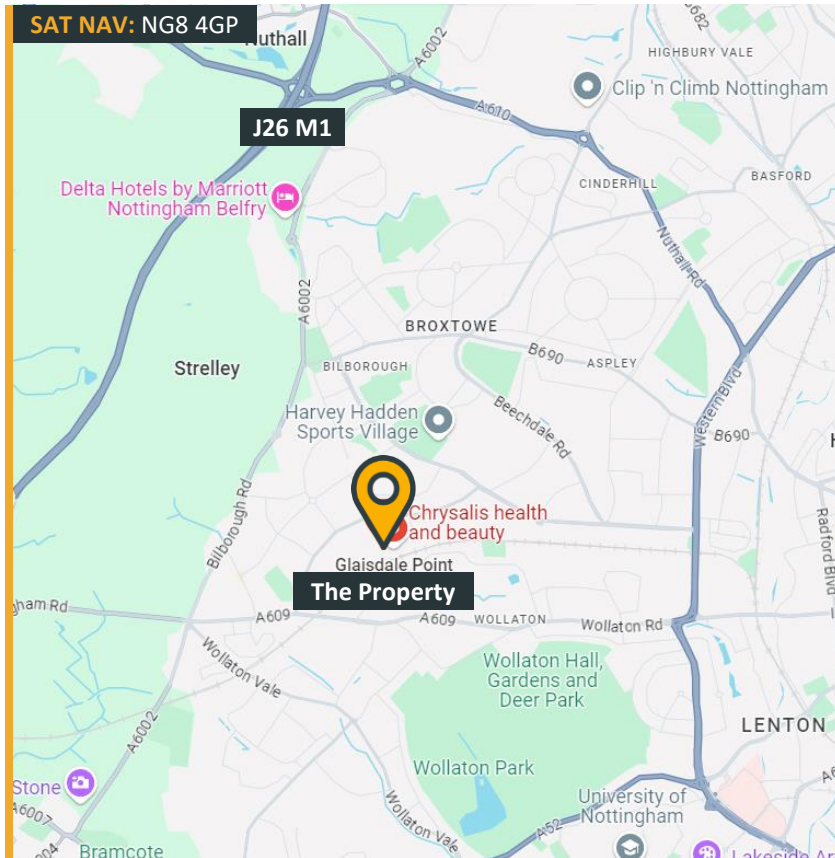 SAT NAV: NG8 4GP
Nuthall
A6002
682
HIGHBURY VALE
Clip 'n Climb Nottingham
A610
J26 M1
Delta Hotels by Marriott
Nottingham Belfry
CINDERHILL
BASFORD
Nuthall Rd
A6002
BROXTOWE
Strelley
BILBOROUGH
B690
ASPLEY
Western Blvd
Harvey Hadden
Sports Village
Beechdale Rd
B690
Bilborough Rd
Radford Blvd
Chrysalis health
and beauty
Glaisdale Point
The Property
gham Rd
A609
A609
WOLLATON
Wollaton Rd
Wollaton Vale
Wollaton Hall,
Gardens and
Deer Park
LENTON
A6002
Wollaton Park
Stone
University of
Nottingham
A6007
Wollaton Vale
A52
Bramcote
Lakeside Ar